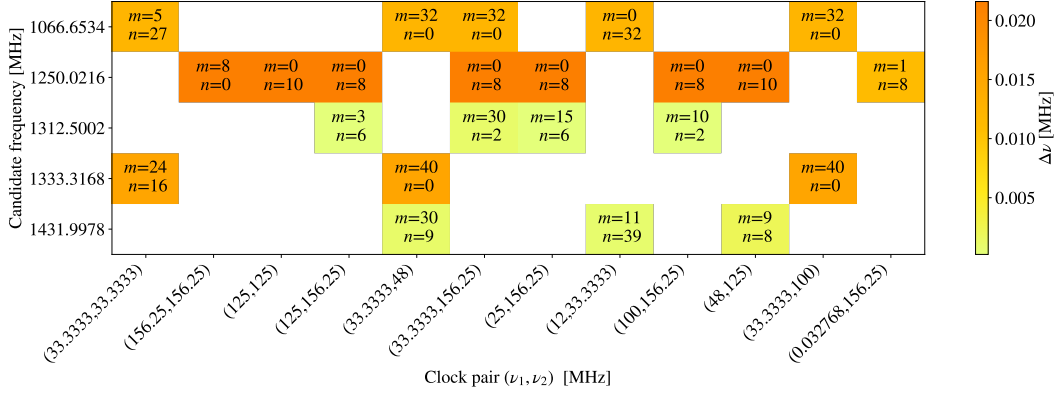 Candidate frequency [MHz]
1066.6534
m=5 m=32 m=32 m=0 m=32
n=27 n=0 n=0 n=32 n=0
1250.0216
m=8 m=0 m=0 m=0 m=0 m=0 m=0 m=1
n=0 n=10 n=8 n=8 n=8 n=8 n=10 n=8
1312.5002
m=3 m=30 m=15 m=10
n=6 n=2 n=6 n=2
1333.3168
m=24 m=40 m=40
n=16 n=0 n=0
1431.9978
m=30 m=11 m=9
n=9 n=39 n=8
(33.3333,33.3333)
(156.25,156.25)
(125,125)
(125,156.25)
(33.3333,48)
(33.3333,156.25)
(25,156.25)
(12,33.3333)
(100,156.25)
(48,125)
(33.3333,100)
(0.032768,156.25)
Clock pair (ν₁,ν₂) [MHz]
0.020
0.015
0.010
0.005
Δν [MHz]